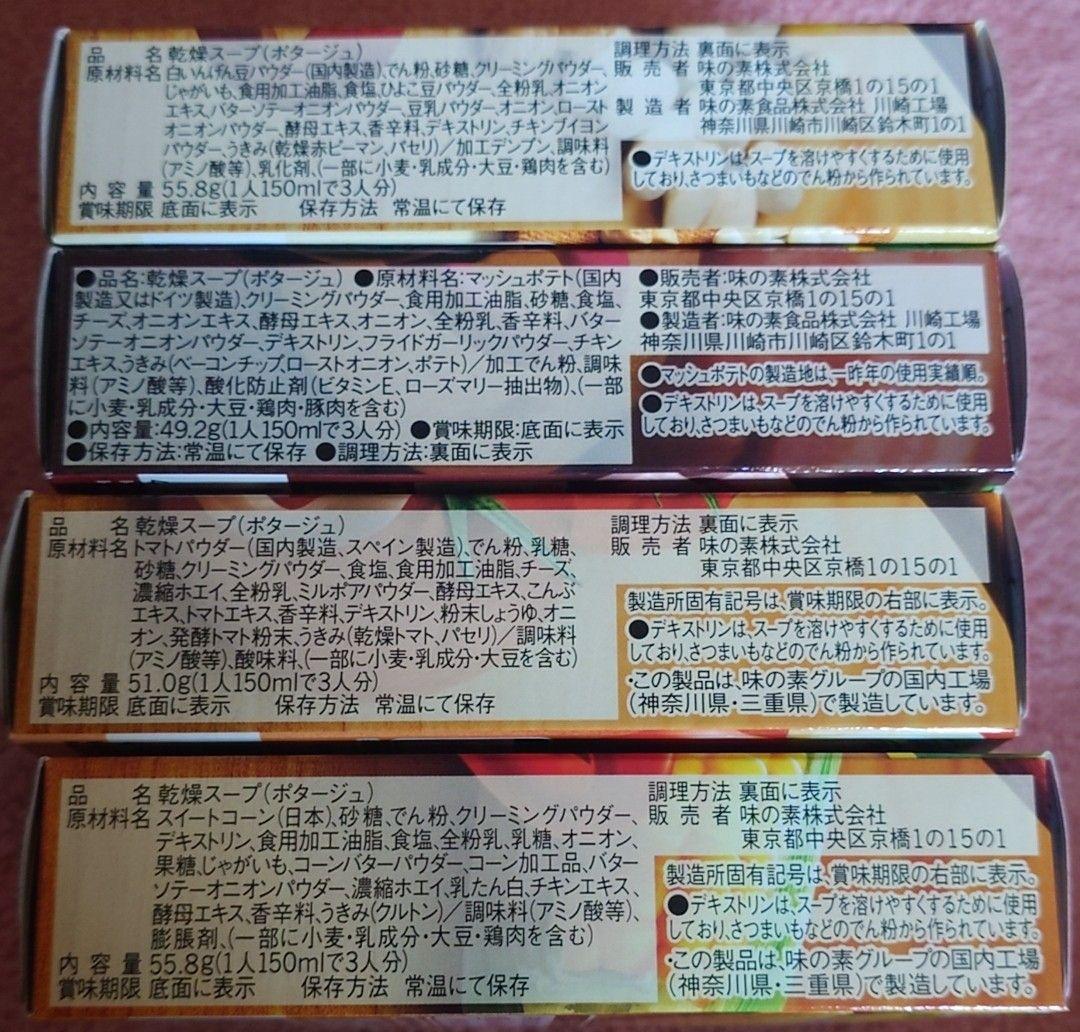 品名 乾燥スープ(ポタージュ)
原材料名 白いんげん豆パウダー(国内製造)、でん粉、砂糖、クリーミングパウダー、
じゃがいも、食用加工油脂、食塩、ひよこ豆パウダー、全粉乳、オニオン
エキス、バターソテーオニオンパウダー、豆乳パウダー、オニオン、ロースト
オニオンパウダー、酵母エキス、香辛料、デキストリン、チキンブイヨン
パウダー、うきみ(乾燥赤ピーマン、パセリ)/加工デンプン、調味料
(アミノ酸等)、乳化剤、(一部に小麦・乳成分・大豆・鶏肉を含む)
内容量 55.8g(1人150mlで3人分)
賞味期限 底面に表示 保存方法 常温にて保存
調理方法 裏面に表示
販売者 味の素株式会社
東京都中央区京橋1の15の1
製造者 味の素食品株式会社 川崎工場
神奈川県川崎市川崎区鈴木町1の1
●デキストリンは、スープを溶けやすくするために使用
しており、さつまいもなどのでん粉から作られています。
●品名:乾燥スープ(ポタージュ) ●原材料名:マッシュポテト(国内
製造又はドイツ製造)、クリーミングパウダー、食用加工油脂、砂糖、食塩、
チーズ、オニオンエキス、酵母エキス、オニオン、全粉乳、香辛料、バター
ソテーオニオンパウダー、デキストリン、フライドガーリックパウダー、チキン
エキス、うきみ(ベーコンチップ、ローストオニオン、ポテト)/加工でん粉、調味
料(アミノ酸等)、酸化防止剤(ビタミンE、ローズマリー抽出物)、(一部
に小麦・乳成分・大豆・鶏肉・豚肉を含む)
●内容量:49.2g(1人150mlで3人分) ●賞味期限:底面に表示
●保存方法:常温にて保存 ●調理方法:裏面に表示
●販売者:味の素株式会社
東京都中央区京橋1の15の1
●製造者:味の素食品株式会社 川崎工場
神奈川県川崎市川崎区鈴木町1の1
●マッシュポテトの製造地は、一昨年の使用実績順。
●デキストリンは、スープを溶けやすくするために使用
しており、さつまいもなどのでん粉から作られています。
品名 乾燥スープ(ポタージュ)
原材料名 トマトパウダー(国内製造、スペイン製造)、でん粉、乳糖、
砂糖、クリーミングパウダー、食塩、食用加工油脂、チーズ、
濃縮ホエイ、全粉乳、ミルポアパウダー、酵母エキス、こんぶ
エキス、トマトエキス、香辛料、デキストリン、粉末しょうゆ、オニ
オン、発酵トマト粉末、うきみ(乾燥トマト、パセリ)/調味料
(アミノ酸等)、酸味料、(一部に小麦・乳成分・大豆を含む)
内容量 51.0g(1人150mlで3人分)
賞味期限 底面に表示 保存方法 常温にて保存
調理方法 裏面に表示
販売者 味の素株式会社
東京都中央区京橋1の15の1
製造所固有記号は、賞味期限の右部に表示。
●デキストリンは、スープを溶けやすくするために使用
しており、さつまいもなどのでん粉から作られています。
・この製品は、味の素グループの国内工場
(神奈川県・三重県)で製造しています。
品名 乾燥スープ(ポタージュ)
原材料名 スイートコーン(日本)、砂糖、でん粉、クリーミングパウダー、
デキストリン、食用加工油脂、食塩、全粉乳、乳糖、オニオン、
果糖、じゃがいも、コーンバターパウダー、コーン加工品、バター
ソテーオニオンパウダー、濃縮ホエイ、乳たん白、チキンエキス、
酵母エキス、香辛料、うきみ(クルトン)/調味料(アミノ酸等)、
膨脹剤、(一部に小麦・乳成分・大豆・鶏肉を含む)
内容量 55.8g(1人150mlで3人分)
賞味期限 底面に表示 保存方法 常温にて保存
調理方法 裏面に表示
販売者 味の素株式会社
東京都中央区京橋1の15の1
製造所固有記号は、賞味期限の右部に表示。
●デキストリンは、スープを溶けやすくするために使用
しており、さつまいもなどのでん粉から作られています。
・この製品は、味の素グループの国内工場
(神奈川県・三重県)で製造しています。